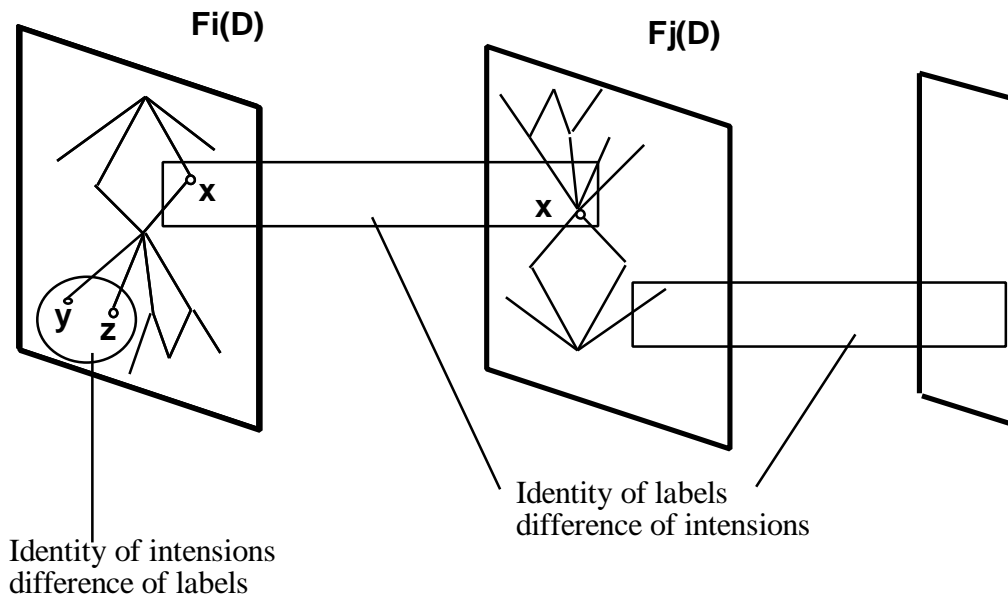 Fi(D)
Fj(D)
x
x
y
z
Identity of labels
difference of intensions
Identity of intensions
difference of labels